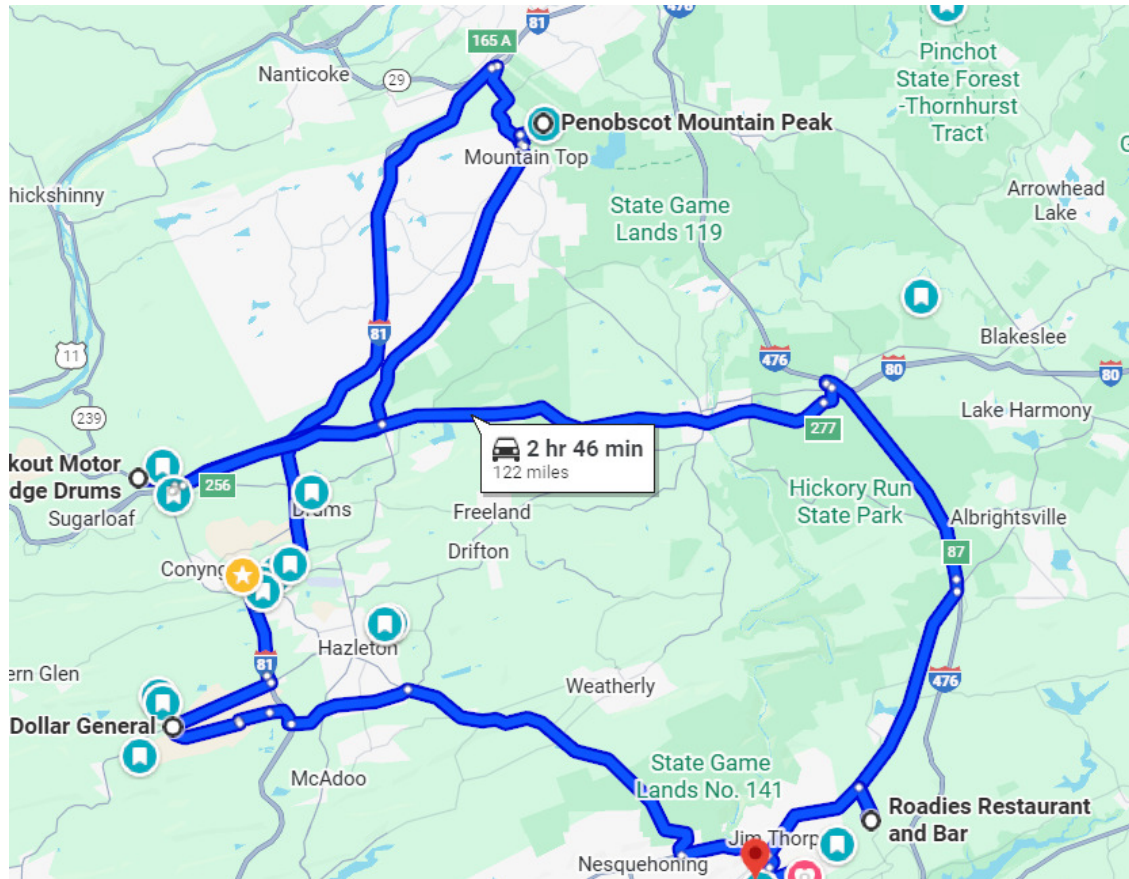 476
81
165 A
Nanticoke
29
Pinchot
State Forest
-Thornhurst
Tract
Penobscot Mountain Peak
Mountain Top
hickshinny
Arrowhead
Lake
State Game
Lands 119
81
11
476
Blakeslee
80
80
239
Lake Harmony
277
2 hr 46 min
122 miles
kout Motor
dge Drums
256
Sugarloaf
Drums
Freeland
Hickory Run
State Park
Albrightsville
Drifton
87
Conyng
Hazleton
81
476
ern Glen
Weatherly
Dollar General
McAdoo
State Game
Lands No. 141
Roadies Restaurant
and Bar
Jim Thorp
Nesquehoning